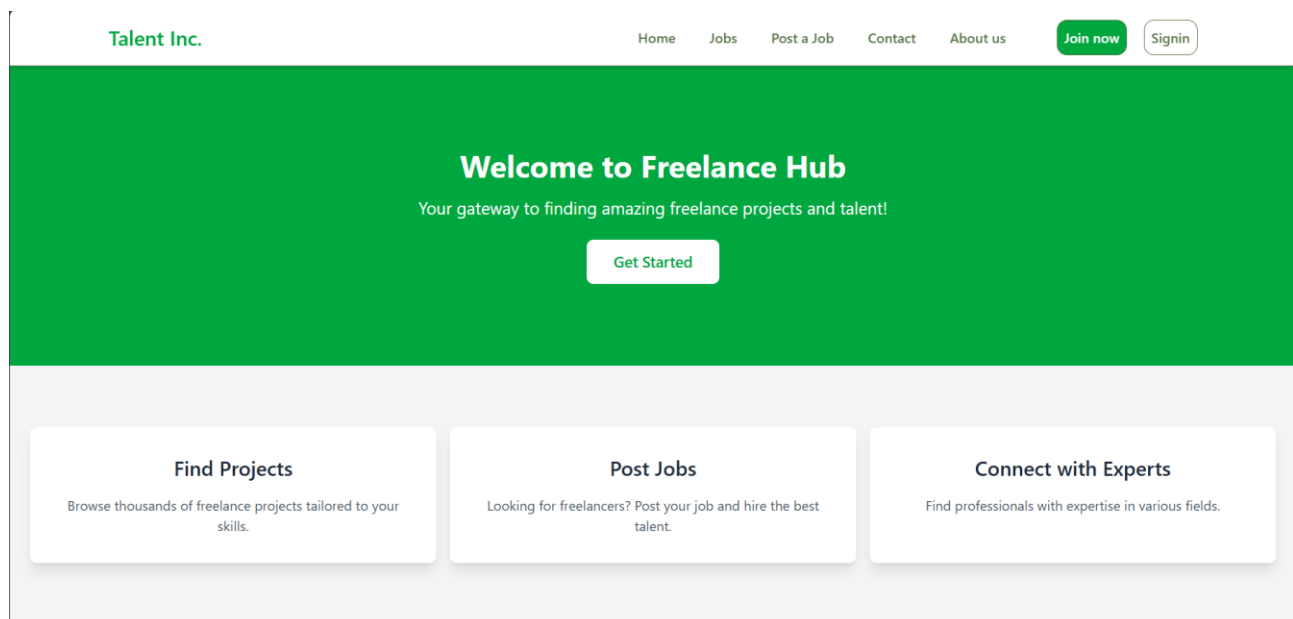 Talent Inc.
Home Jobs Post a Job Contact About us Join now Signin
Welcome to Freelance Hub
Your gateway to finding amazing freelance projects and talent!
Get Started
Find Projects
Browse thousands of freelance projects tailored to your
skills.
Post Jobs
Looking for freelancers? Post your job and hire the best
talent.
Connect with Experts
Find professionals with expertise in various fields.